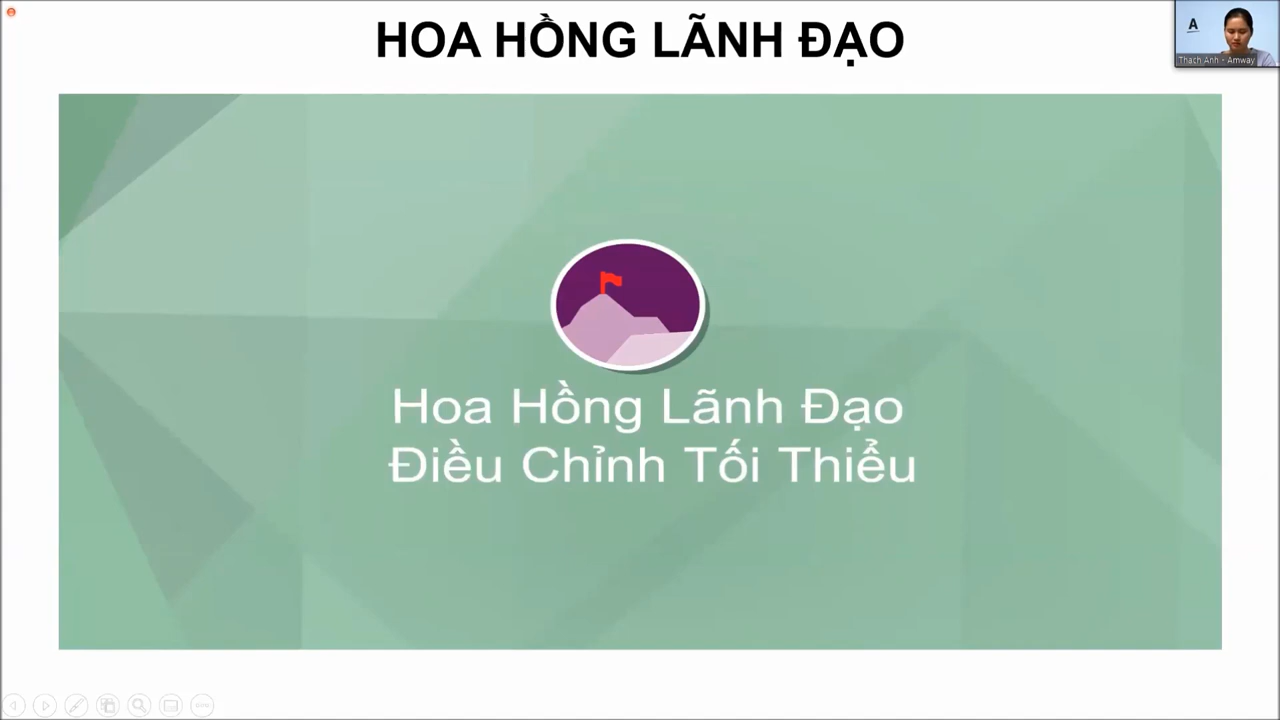 HOA HỒNG LÃNH ĐẠO
A
Thach Anh - Amway
Hoa Hồng Lãnh Đạo
Điều Chỉnh Tối Thiểu